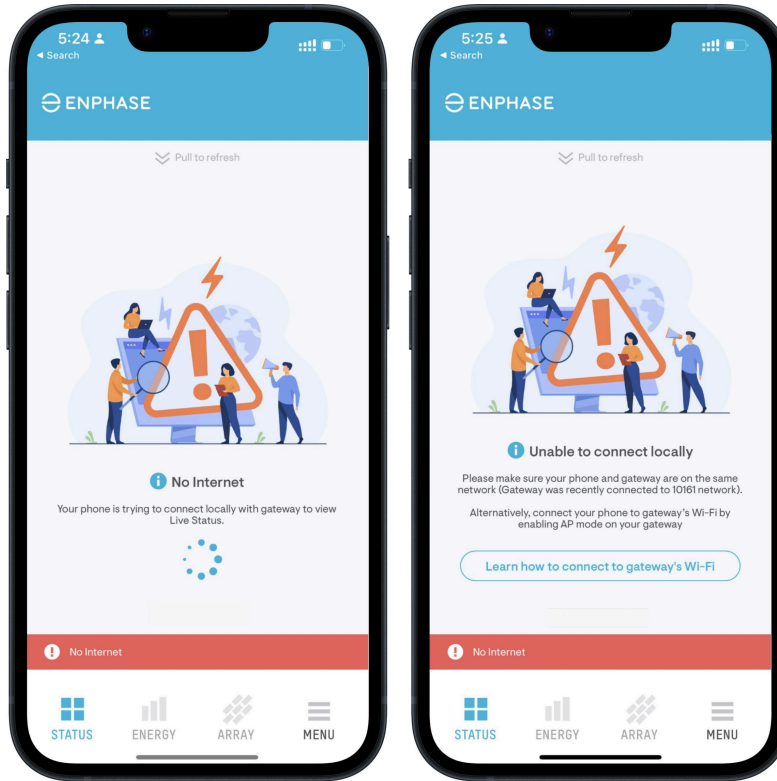 5:24
Search
ENPHASE
Pull to refresh
No Internet
Your phone is trying to connect locally with gateway to view
Live Status.
No Internet
STATUS
ENERGY
ARRAY
MENU
5:25
Search
ENPHASE
Pull to refresh
Unable to connect locally
Please make sure your phone and gateway are on the same
network (Gateway was recently connected to 10161 network).
Alternatively, connect your phone to gateway's Wi-Fi by
enabling AP mode on your gateway
Learn how to connect to gateway's Wi-Fi
No Internet
STATUS
ENERGY
ARRAY
MENU